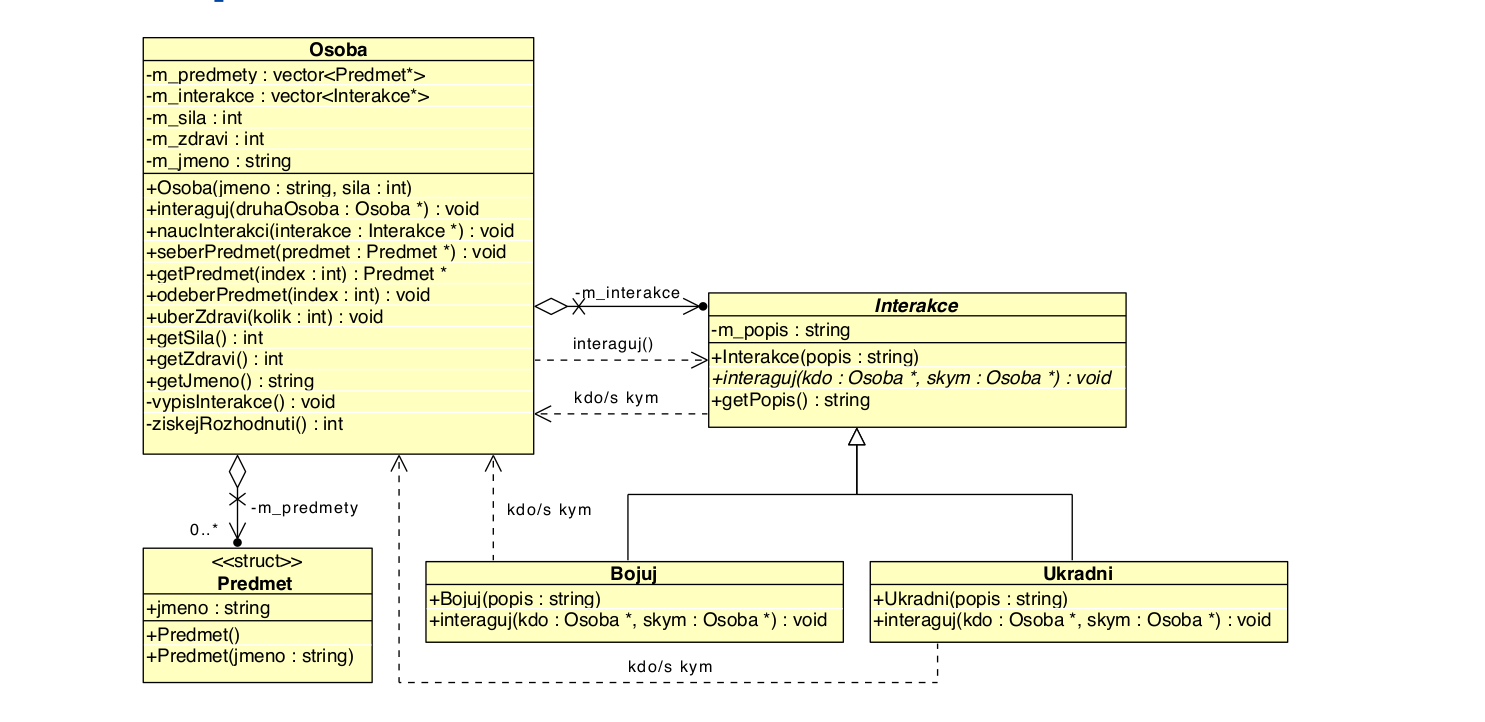 Osoba
-m_predmety : vector<Predmet*>
-m_interakce : vector<Interakce*>
-m_sila : int
-m_zdravi : int
-m_jmeno : string
+Osoba(jmeno : string, sila : int)
+interaguj(druhaOsoba : Osoba *) : void
+naucInterakci(interakce : Interakce *) : void
+seberPredmet(predmet : Predmet *) : void
+getPredmet(index : int) : Predmet *
+odeberPredmet(index : int) : void
+uberZdravi(kolik : int) : void
+getSila() : int
+getZdravi() : int
+getJmeno() : string
-vypisInterakce() : void
-ziskejRozhodnuti() : int
-m_interakce
interaguj()
kdo/s kym
Interakce
-m_popis : string
+Interakce(popis : string)
+interaguj(kdo : Osoba *, skym : Osoba *) : void
+getPopis() : string
-m_predmety
0..*
kdo/s kym
<<struct>>
Predmet
+jmeno : string
+Predmet()
+Predmet(jmeno : string)
Bojuj
+Bojuj(popis : string)
+interaguj(kdo : Osoba *, skym : Osoba *) : void
Ukradni
+Ukradni(popis : string)
+interaguj(kdo : Osoba *, skym : Osoba *) : void
kdo/s kym